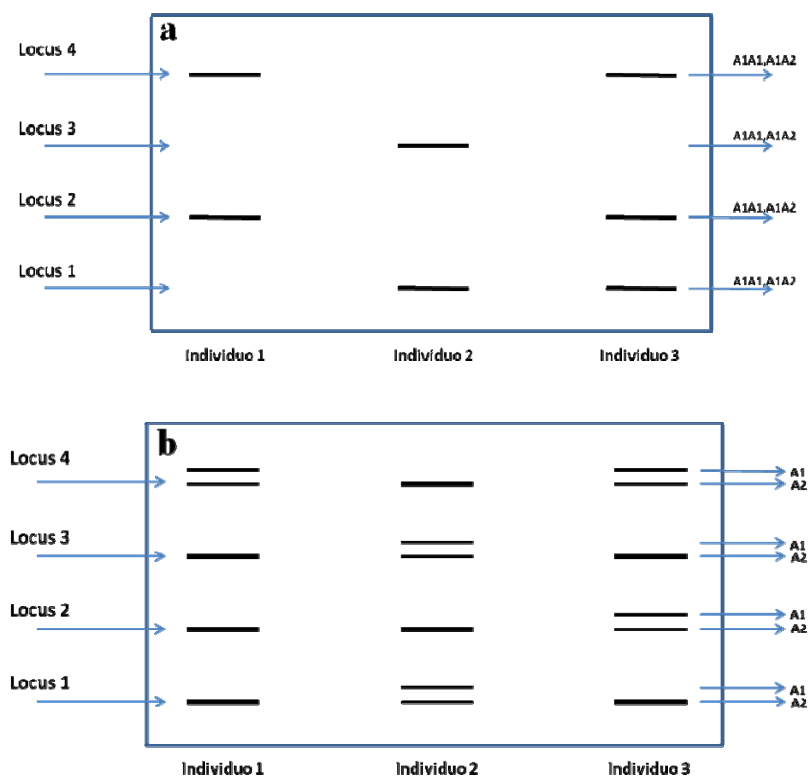 a
Locus 4
A1A1,A1A2
Locus 3
A1A1,A1A2
Locus 2
A1A1,A1A2
Locus 1
A1A1,A1A2
Individuo 1 Individuo 2 Individuo 3
b
Locus 4
A1
A2
Locus 3
A1
A2
Locus 2
A1
A2
Locus 1
A1
A2
Individuo 1 Individuo 2 Individuo 3